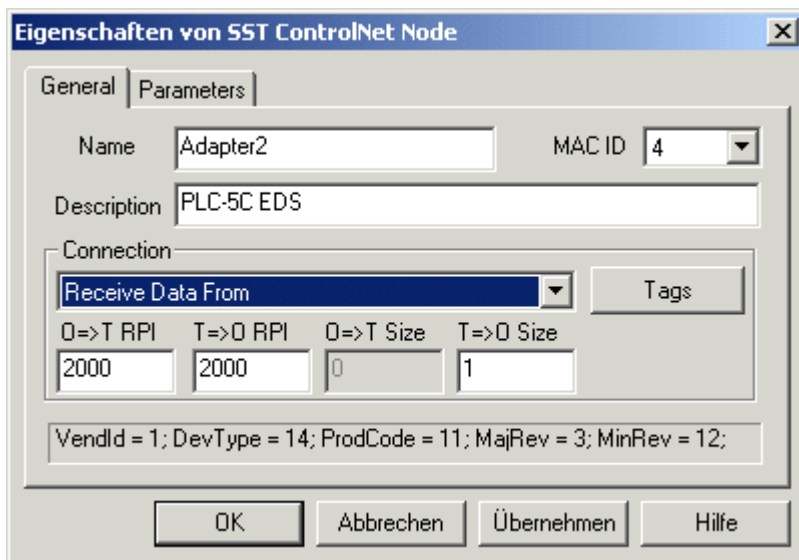 Eigenschaften von SST ControlNet Node
General Parameters
Name Adapter2 MAC ID 4
Description PLC-5C EDS
Connection
Receive Data From Tags
O=>T RPI T=>O RPI O=>T Size T=>O Size
2000 2000 0 1
VendId = 1; DevType = 14; ProdCode = 11; MajRev = 3; MinRev = 12;
OK Abbrechen Übernehmen Hilfe